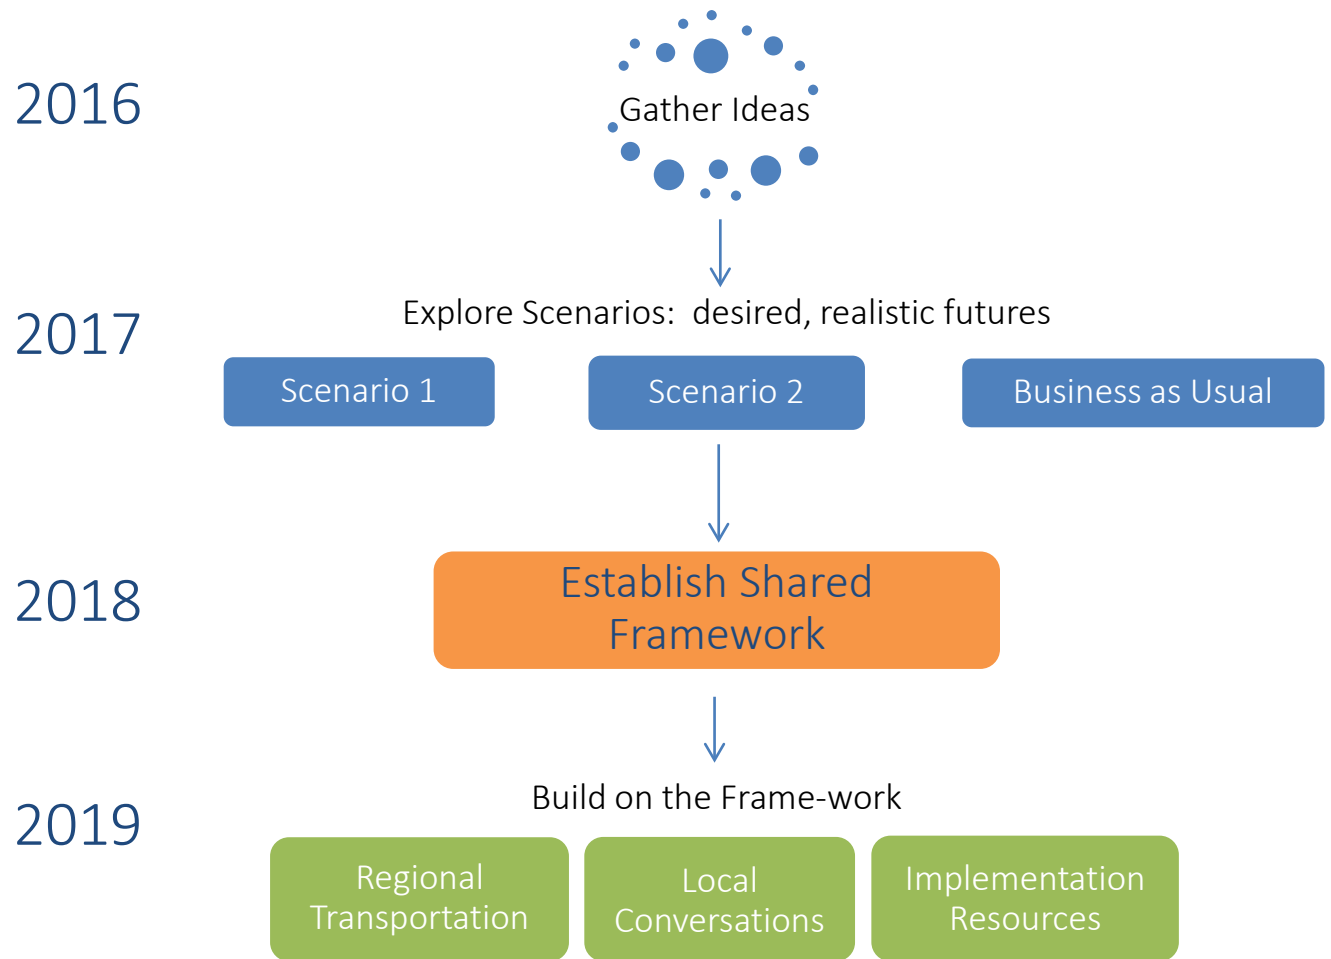 2016
Gather Ideas
2017
Explore Scenarios:  desired, realistic futures
Scenario 1
Scenario 2
Business as Usual
2018
Establish Shared
Framework
2019
Build on the Frame-work
Regional
Transportation
Local
Conversations
Implementation
Resources